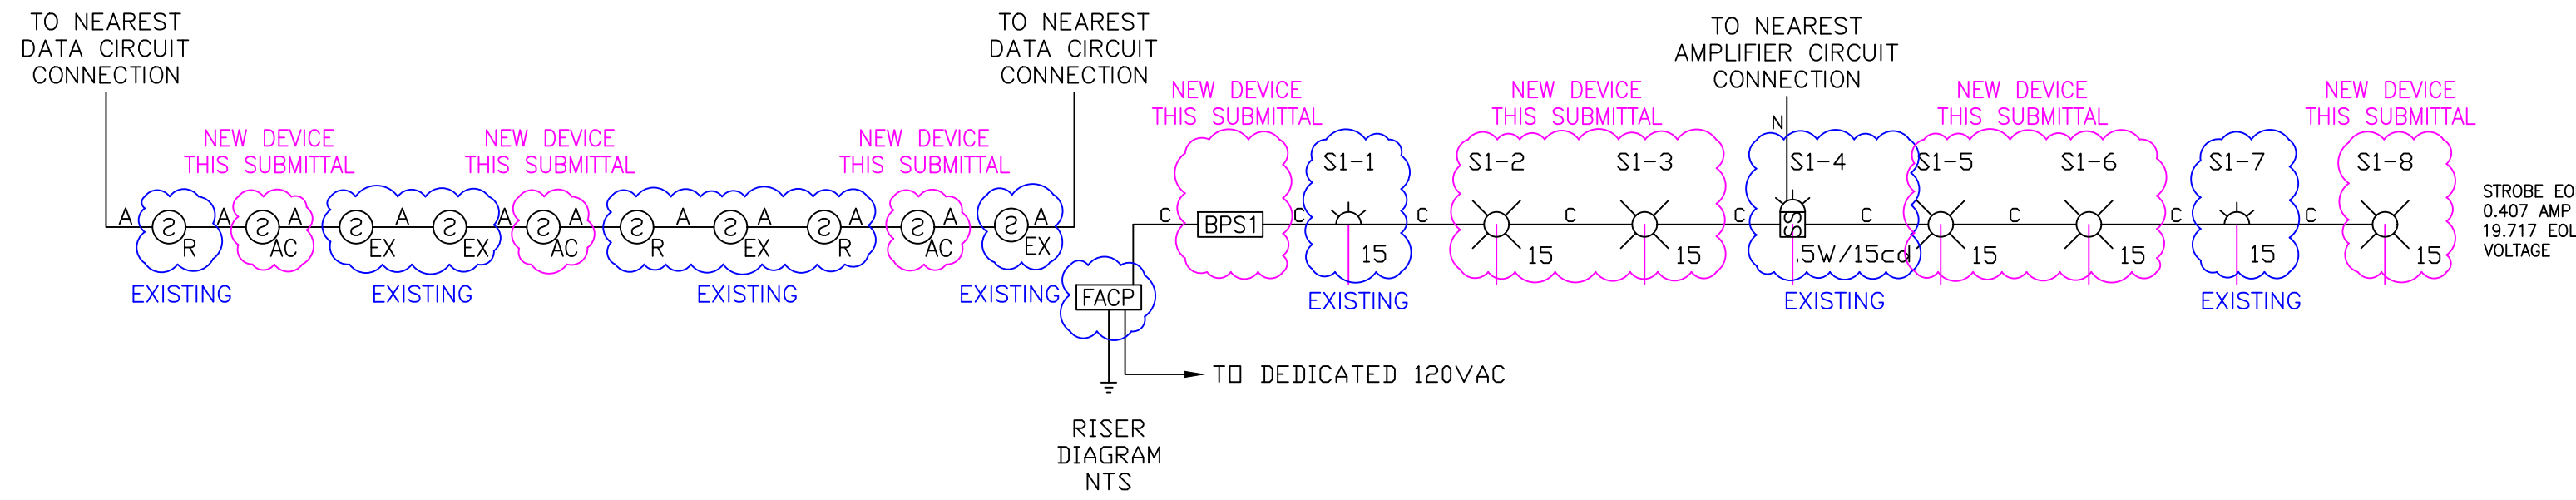 TO NEAREST
DATA CIRCUIT
CONNECTION
TO NEAREST
DATA CIRCUIT
CONNECTION
TO NEAREST
AMPLIFIER CIRCUIT
CONNECTION
NEW DEVICE
THIS SUBMITTAL
NEW DEVICE
THIS SUBMITTAL
NEW DEVICE
THIS SUBMITTAL
NEW DEVICE
THIS SUBMITTAL
NEW DEVICE
THIS SUBMITTAL
NEW DEVICE
THIS SUBMITTAL
NEW DEVICE
THIS SUBMITTAL
N
S1-1 S1-2 S1-3 S1-4 S1-5 S1-6 S1-7 S1-8
A S A S A S A S A S A S A S A S A S A S A
R AC EX EX AC R EX R AC EX
C BPS1 C C C C SS C C C C
15 15 15 .5W/15cd 15 15 15 15
STROBE EO
0.407 AMP
19.717 EOL
VOLTAGE
EXISTING EXISTING EXISTING EXISTING
FACP
EXISTING EXISTING EXISTING
TO DEDICATED 120VAC
RISER
DIAGRAM
NTS